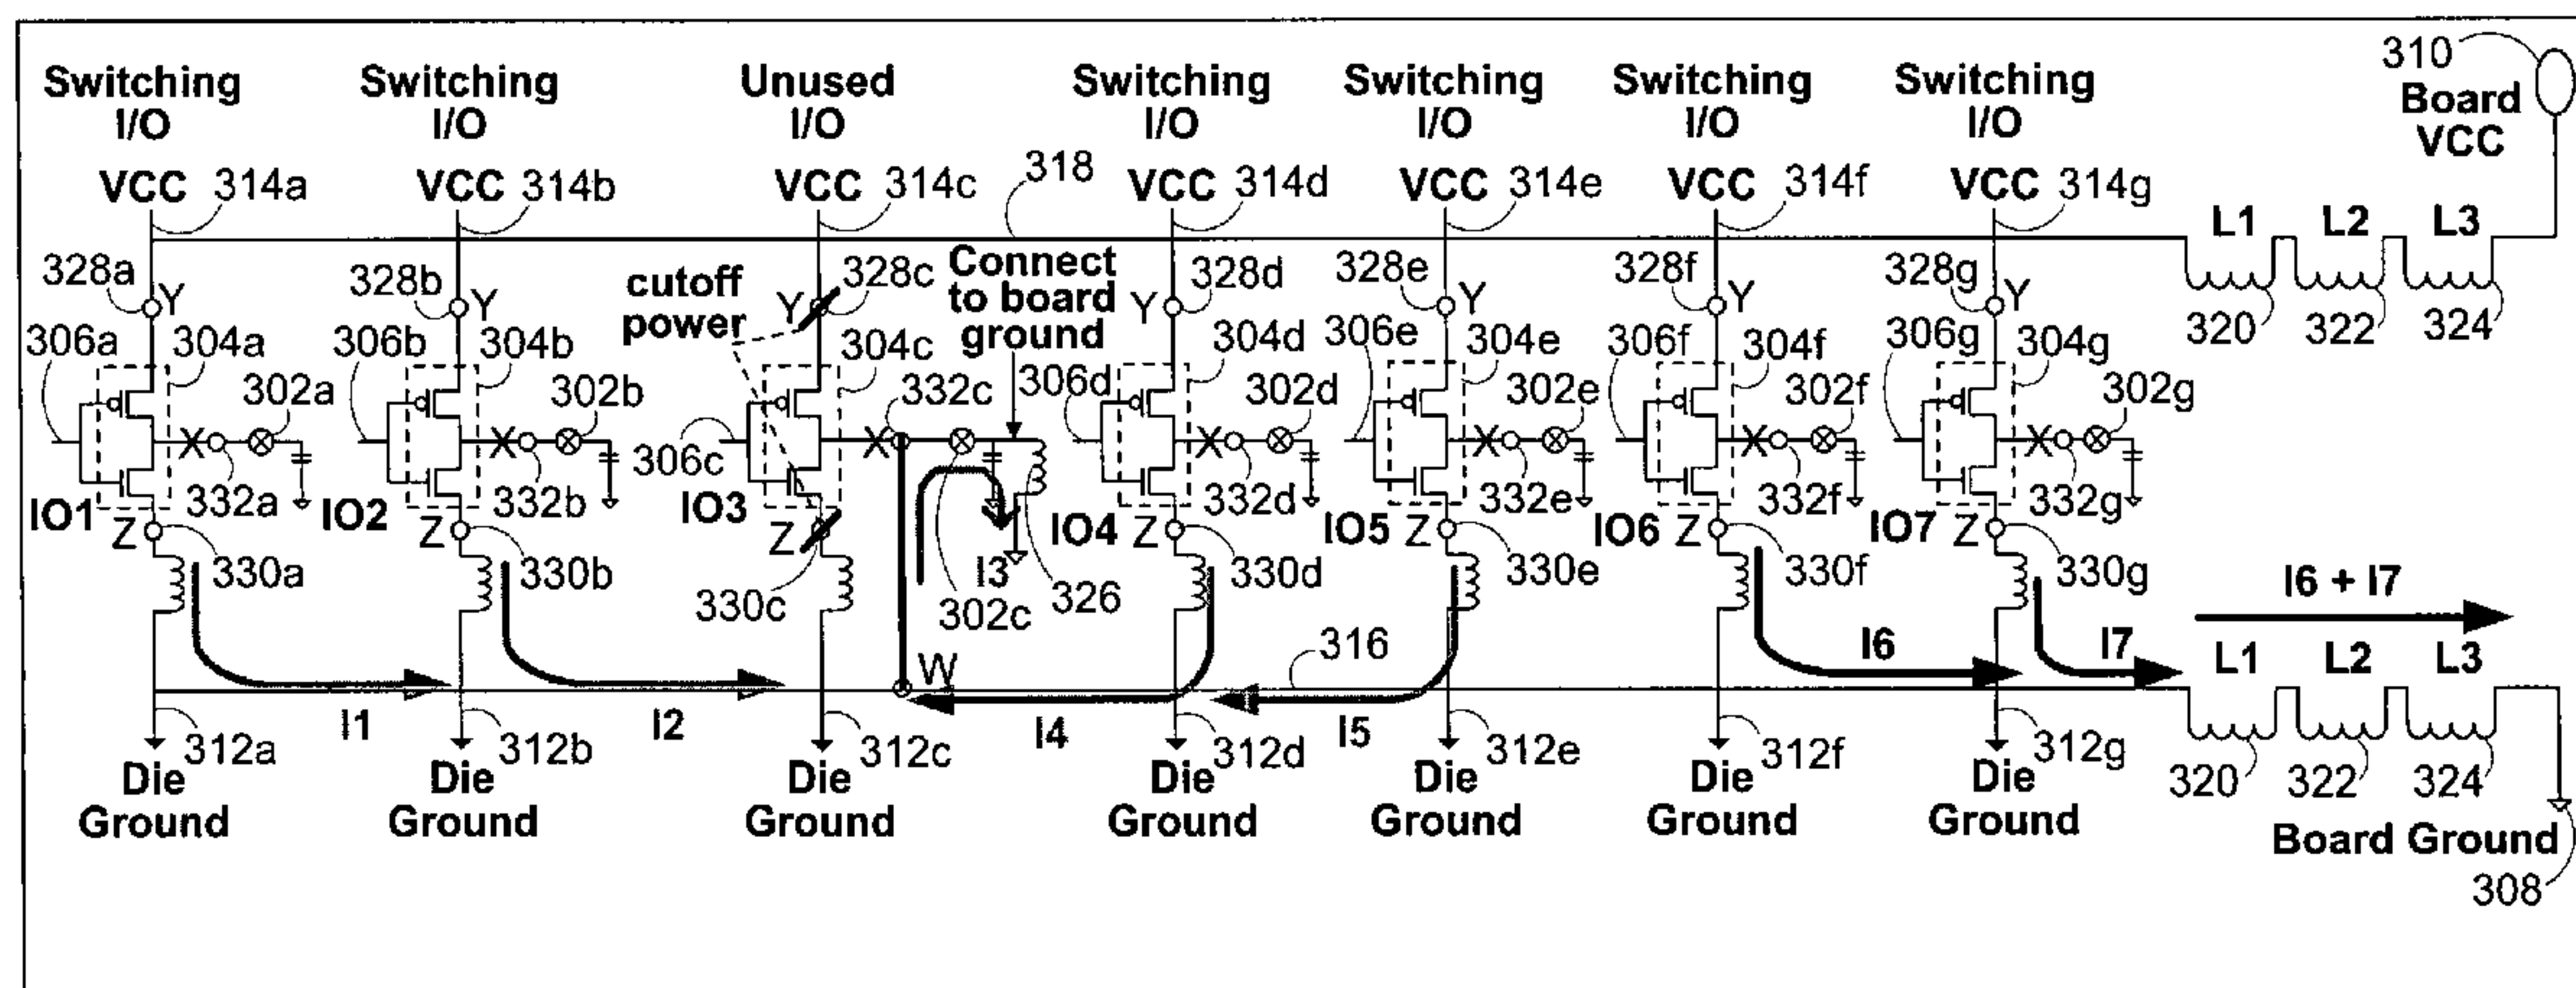 310
Board
VCC
Switching
I/O
Switching
I/O
Unused
I/O
Switching
I/O
Switching
I/O
Switching
I/O
Switching
I/O
VCC 314a
VCC 314b
VCC 314c
318
VCC 314d
VCC 314e
VCC 314f
VCC 314g
L1 L2 L3
328a Y
328b Y
cutoff
power
Y 328c
Connect
to board
ground
Y 328d
328e Y
328f Y
328g Y
320 322 324
306a 304a
306b 304b
304c
306d 304d
306e 304e
306f 304f
306g 304g
302a
302b
332c
302d
302e
302f
302g
X
X
306c
X
X
X
X
X
IO1 332a
IO2 332b
IO3
IO4 332d
IO5 332e
IO6 332f
IO7 332g
Z 330a
Z 330b
Z 330c
I3
302c
326
Z 330d
Z 330e
Z 330f
Z 330g
I6 + I7
W
316
I6
I7
L1 L2 L3
I1
I2
I4
I5
312a
312b
312c
312d
312e
312f
312g
320 322 324
Die
Ground
Die
Ground
Die
Ground
Die
Ground
Die
Ground
Die
Ground
Die
Ground
Board Ground
308